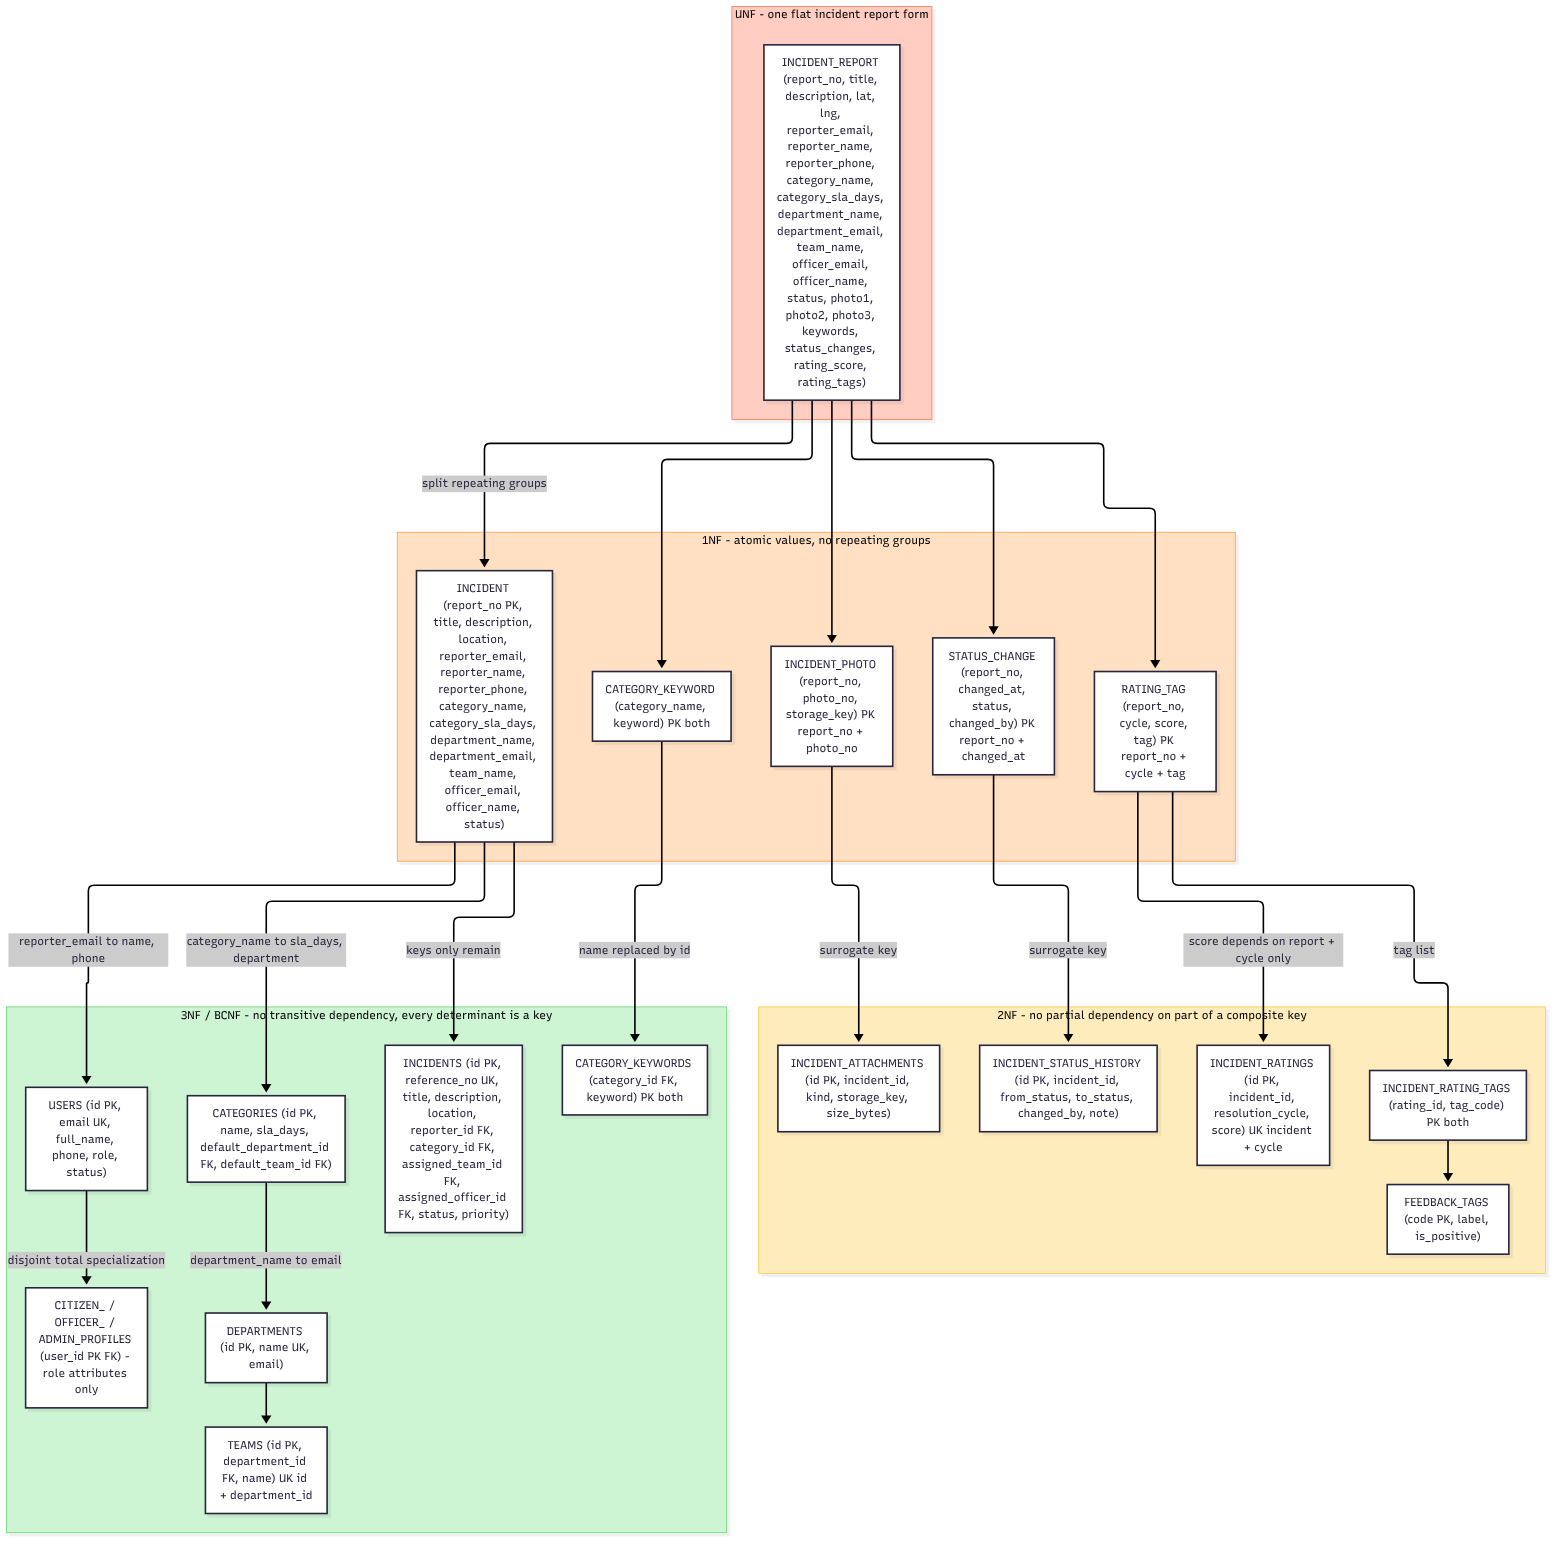 UNF - one flat incident report form
INCIDENT_REPORT
(report_no, title,
description, lat,
lng,
reporter_email,
reporter_name,
reporter_phone,
category_name,
category_sla_days,
department_name,
department_email,
team_name,
officer_email,
officer_name,
status, photo1,
photo2, photo3,
keywords,
status_changes,
rating_score,
rating_tags)
split repeating groups
1NF - atomic values, no repeating groups
INCIDENT
(report_no PK,
title, description,
location,
reporter_email,
reporter_name,
reporter_phone,
category_name,
category_sla_days,
department_name,
department_email,
team_name,
officer_email,
officer_name,
status)
CATEGORY_KEYWORD
(category_name,
keyword) PK both
INCIDENT_PHOTO
(report_no,
photo_no,
storage_key) PK
report_no +
photo_no
STATUS_CHANGE
(report_no,
changed_at,
status,
changed_by) PK
report_no +
changed_at
RATING_TAG
(report_no,
cycle, score,
tag) PK
report_no +
cycle + tag
reporter_email to name,
phone
category_name to sla_days,
department
keys only remain
name replaced by id
surrogate key
surrogate key
score depends on report +
cycle only
tag list
3NF / BCNF - no transitive dependency, every determinant is a key
USERS (id PK,
email UK,
full_name,
phone, role,
status)
CATEGORIES (id PK,
name, sla_days,
default_department_id
FK, default_team_id FK)
INCIDENTS (id PK,
reference_no UK,
title, description,
location,
reporter_id FK,
category_id FK,
assigned_team_id
FK,
assigned_officer_id
FK, status, priority)
CATEGORY_KEYWORDS
(category_id FK,
keyword) PK both
disjoint total specialization
department_name to email
CITIZEN_ /
OFFICER_ /
ADMIN_PROFILES
(user_id PK FK) -
role attributes
only
DEPARTMENTS
(id PK, name UK,
email)
TEAMS (id PK,
department_id
FK, name) UK id
+ department_id
2NF - no partial dependency on part of a composite key
INCIDENT_ATTACHMENTS
(id PK, incident_id,
kind, storage_key,
size_bytes)
INCIDENT_STATUS_HISTORY
(id PK, incident_id,
from_status, to_status,
changed_by, note)
INCIDENT_RATINGS
(id PK,
incident_id,
resolution_cycle,
score) UK incident
+ cycle
INCIDENT_RATING_TAGS
(rating_id, tag_code)
PK both
FEEDBACK_TAGS
(code PK, label,
is_positive)